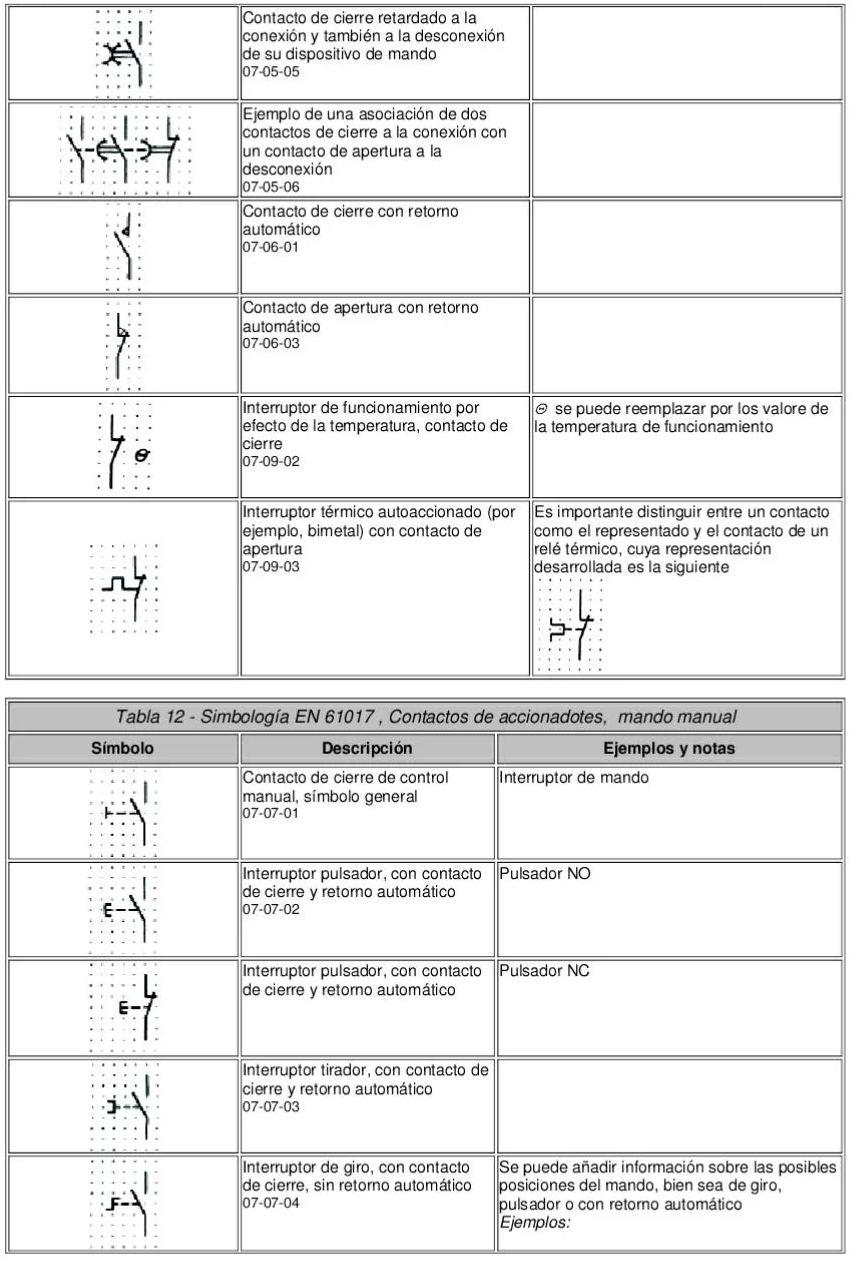 Contacto de cierre retardado a la
conexión y también a la desconexión
de su dispositivo de mando
07-05-05
Ejemplo de una asociación de dos
contactos de cierre a la conexión con
un contacto de apertura a la
desconexión
07-05-06
Contacto de cierre con retorno
automático
07-06-01
Contacto de apertura con retorno
automático
07-06-03
Interruptor de funcionamiento por
efecto de la temperatura, contacto de
cierre
07-09-02
Θ se puede reemplazar por los valore de
la temperatura de funcionamiento
Interruptor térmico autoaccionado (por
ejemplo, bimetal) con contacto de
apertura
07-09-03
Es importante distinguir entre un contacto
como el representado y el contacto de un
relé térmico, cuya representación
desarrollada es la siguiente
Tabla 12 - Simbología EN 61017 , Contactos de accionadotes, mando manual
Símbolo Descripción Ejemplos y notas
Contacto de cierre de control
manual, símbolo general
07-07-01
Interruptor de mando
Interruptor pulsador, con contacto
de cierre y retorno automático
07-07-02
Pulsador NO
Interruptor pulsador, con contacto
de cierre y retorno automático
Pulsador NC
Interruptor tirador, con contacto de
cierre y retorno automático
07-07-03
Interruptor de giro, con contacto
de cierre, sin retorno automático
07-07-04
Se puede añadir información sobre las posibles
posiciones del mando, bien sea de giro,
pulsador o con retorno automático
Ejemplos: